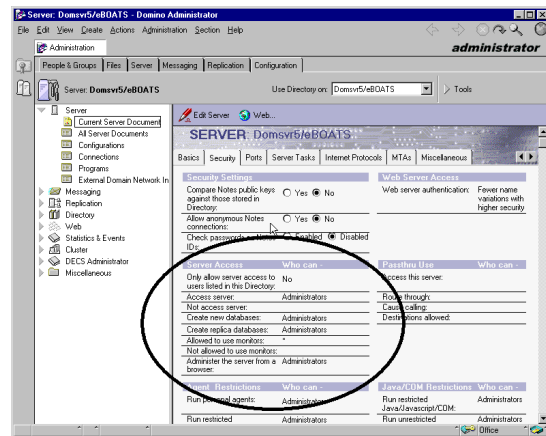 Server: Domsvr5/eBOATS - Domino Administrator
File Edit View Create Actions Administration Section Help
Administration
administrator
People & Groups Files Server Messaging Replication Configuration
Server: Domsvr5/eBOATS
Use Directory on: Domsvr5/eBOATS
Tools
Server
Current Server Document
All Server Documents
Configurations
Connections
Programs
External Domain Network In
Messaging
Replication
Directory
Web
Statistics & Events
Cluster
DECS Administrator
Miscellaneous
Edit Server Web...
SERVER: Domsvr5/eBOATS
Basics Security Ports Server Tasks Internet Protocols MTAs Miscellaneous
Security Settings
Compare Notes public keys
against those stored in
Directory:
Yes No
Allow anonymous Notes
connections:
Yes No
Check passwords on Notes
IDs:
Enabled Disabled
Web Server Access
Web server authentication:
Fewer name
variations with
higher security
Server Access Who can -
Only allow server access to
users listed in this Directory:
No
Access server: Administrators
Not access server:
Create new databases: Administrators
Create replica databases: Administrators
Allowed to use monitors: *
Not allowed to use monitors:
Administer the server from a
browser:
Administrators
Passthru Use Who can -
Access this server:
Route through:
Cause calling:
Destinations allowed:
Agent Restrictions Who can -
Run personal agents: Administrators
Run restricted Administrators
Java/COM Restrictions Who can -
Run restricted
Java/Javascript/COM:
Administrators
Run unrestricted Administrators
Office